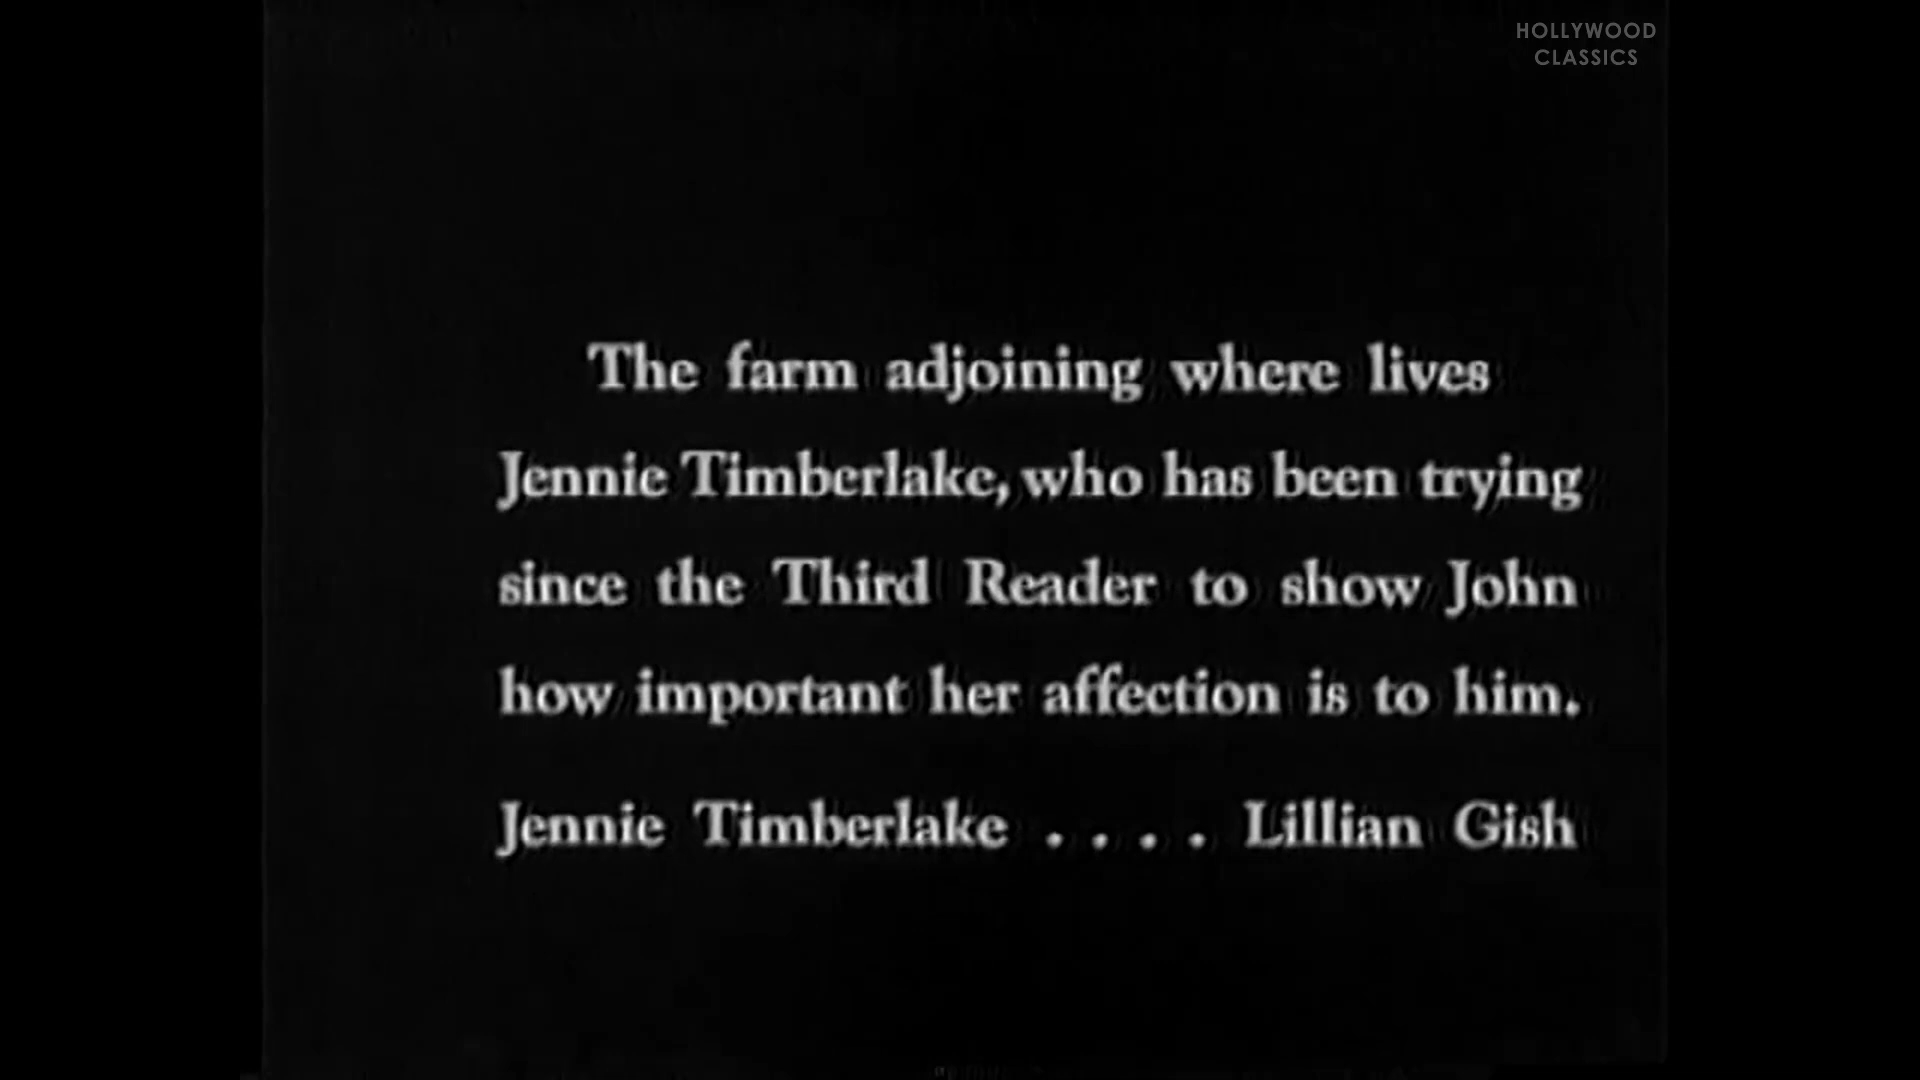 HOLLYWOOD
CLASSICS
The farm adjoining where lives
Jennie Timberlake, who has been trying
since the Third Reader to show John
how important her affection is to him.
Jennie Timberlake . . . . Lillian Gish